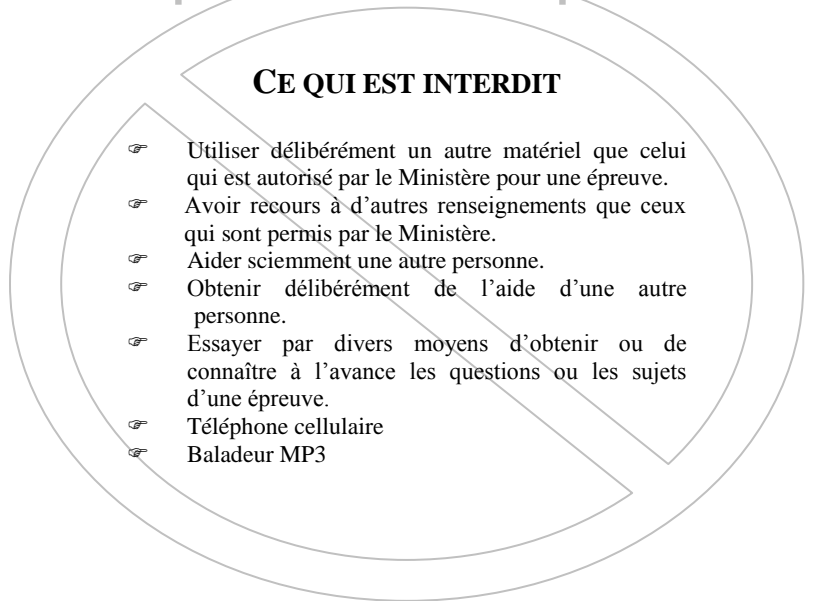 CE QUI EST INTERDIT
☞ Utiliser délibérément un autre matériel que celui
qui est autorisé par le Ministère pour une épreuve.
☞ Avoir recours à d’autres renseignements que ceux
qui sont permis par le Ministère.
☞ Aider sciemment une autre personne.
☞ Obtenir délibérément de l’aide d’une autre
personne.
☞ Essayer par divers moyens d’obtenir ou de
connaître à l’avance les questions ou les sujets
d’une épreuve.
☞ Téléphone cellulaire
☞ Baladeur MP3